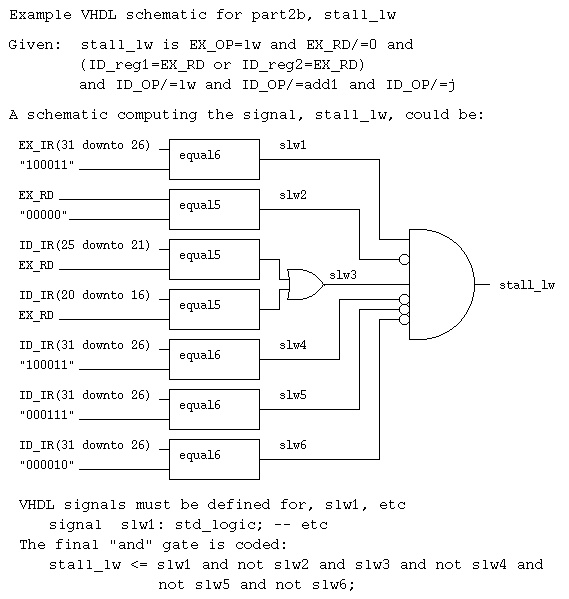 Example VHDL schematic for part2b, stall_lw
Given:  stall_lw is EX_OP=lw and EX_RD/=0 and
(ID_reg1=EX_RD or ID_reg2=EX_RD)
and ID_OP/=lw and ID_OP/=addi and ID_OP/=j
A schematic computing the signal, stall_lw, could be:
EX_IR(31 downto 26)
"100011"
equal6
slw1
EX_RD
"00000"
equal5
slw2
ID_IR(25 downto 21)
EX_RD
equal5
slw3
stall_lw
ID_IR(20 downto 16)
EX_RD
equal5
ID_IR(31 downto 26)
"100011"
equal6
slw4
ID_IR(31 downto 26)
"000111"
equal6
slw5
ID_IR(31 downto 26)
"000010"
equal6
slw6
VHDL signals must be defined for, slw1, etc
signal  slw1: std_logic; -- etc
The final "and" gate is coded:
stall_lw <= slw1 and not slw2 and slw3 and not slw4 and
not slw5 and not slw6;